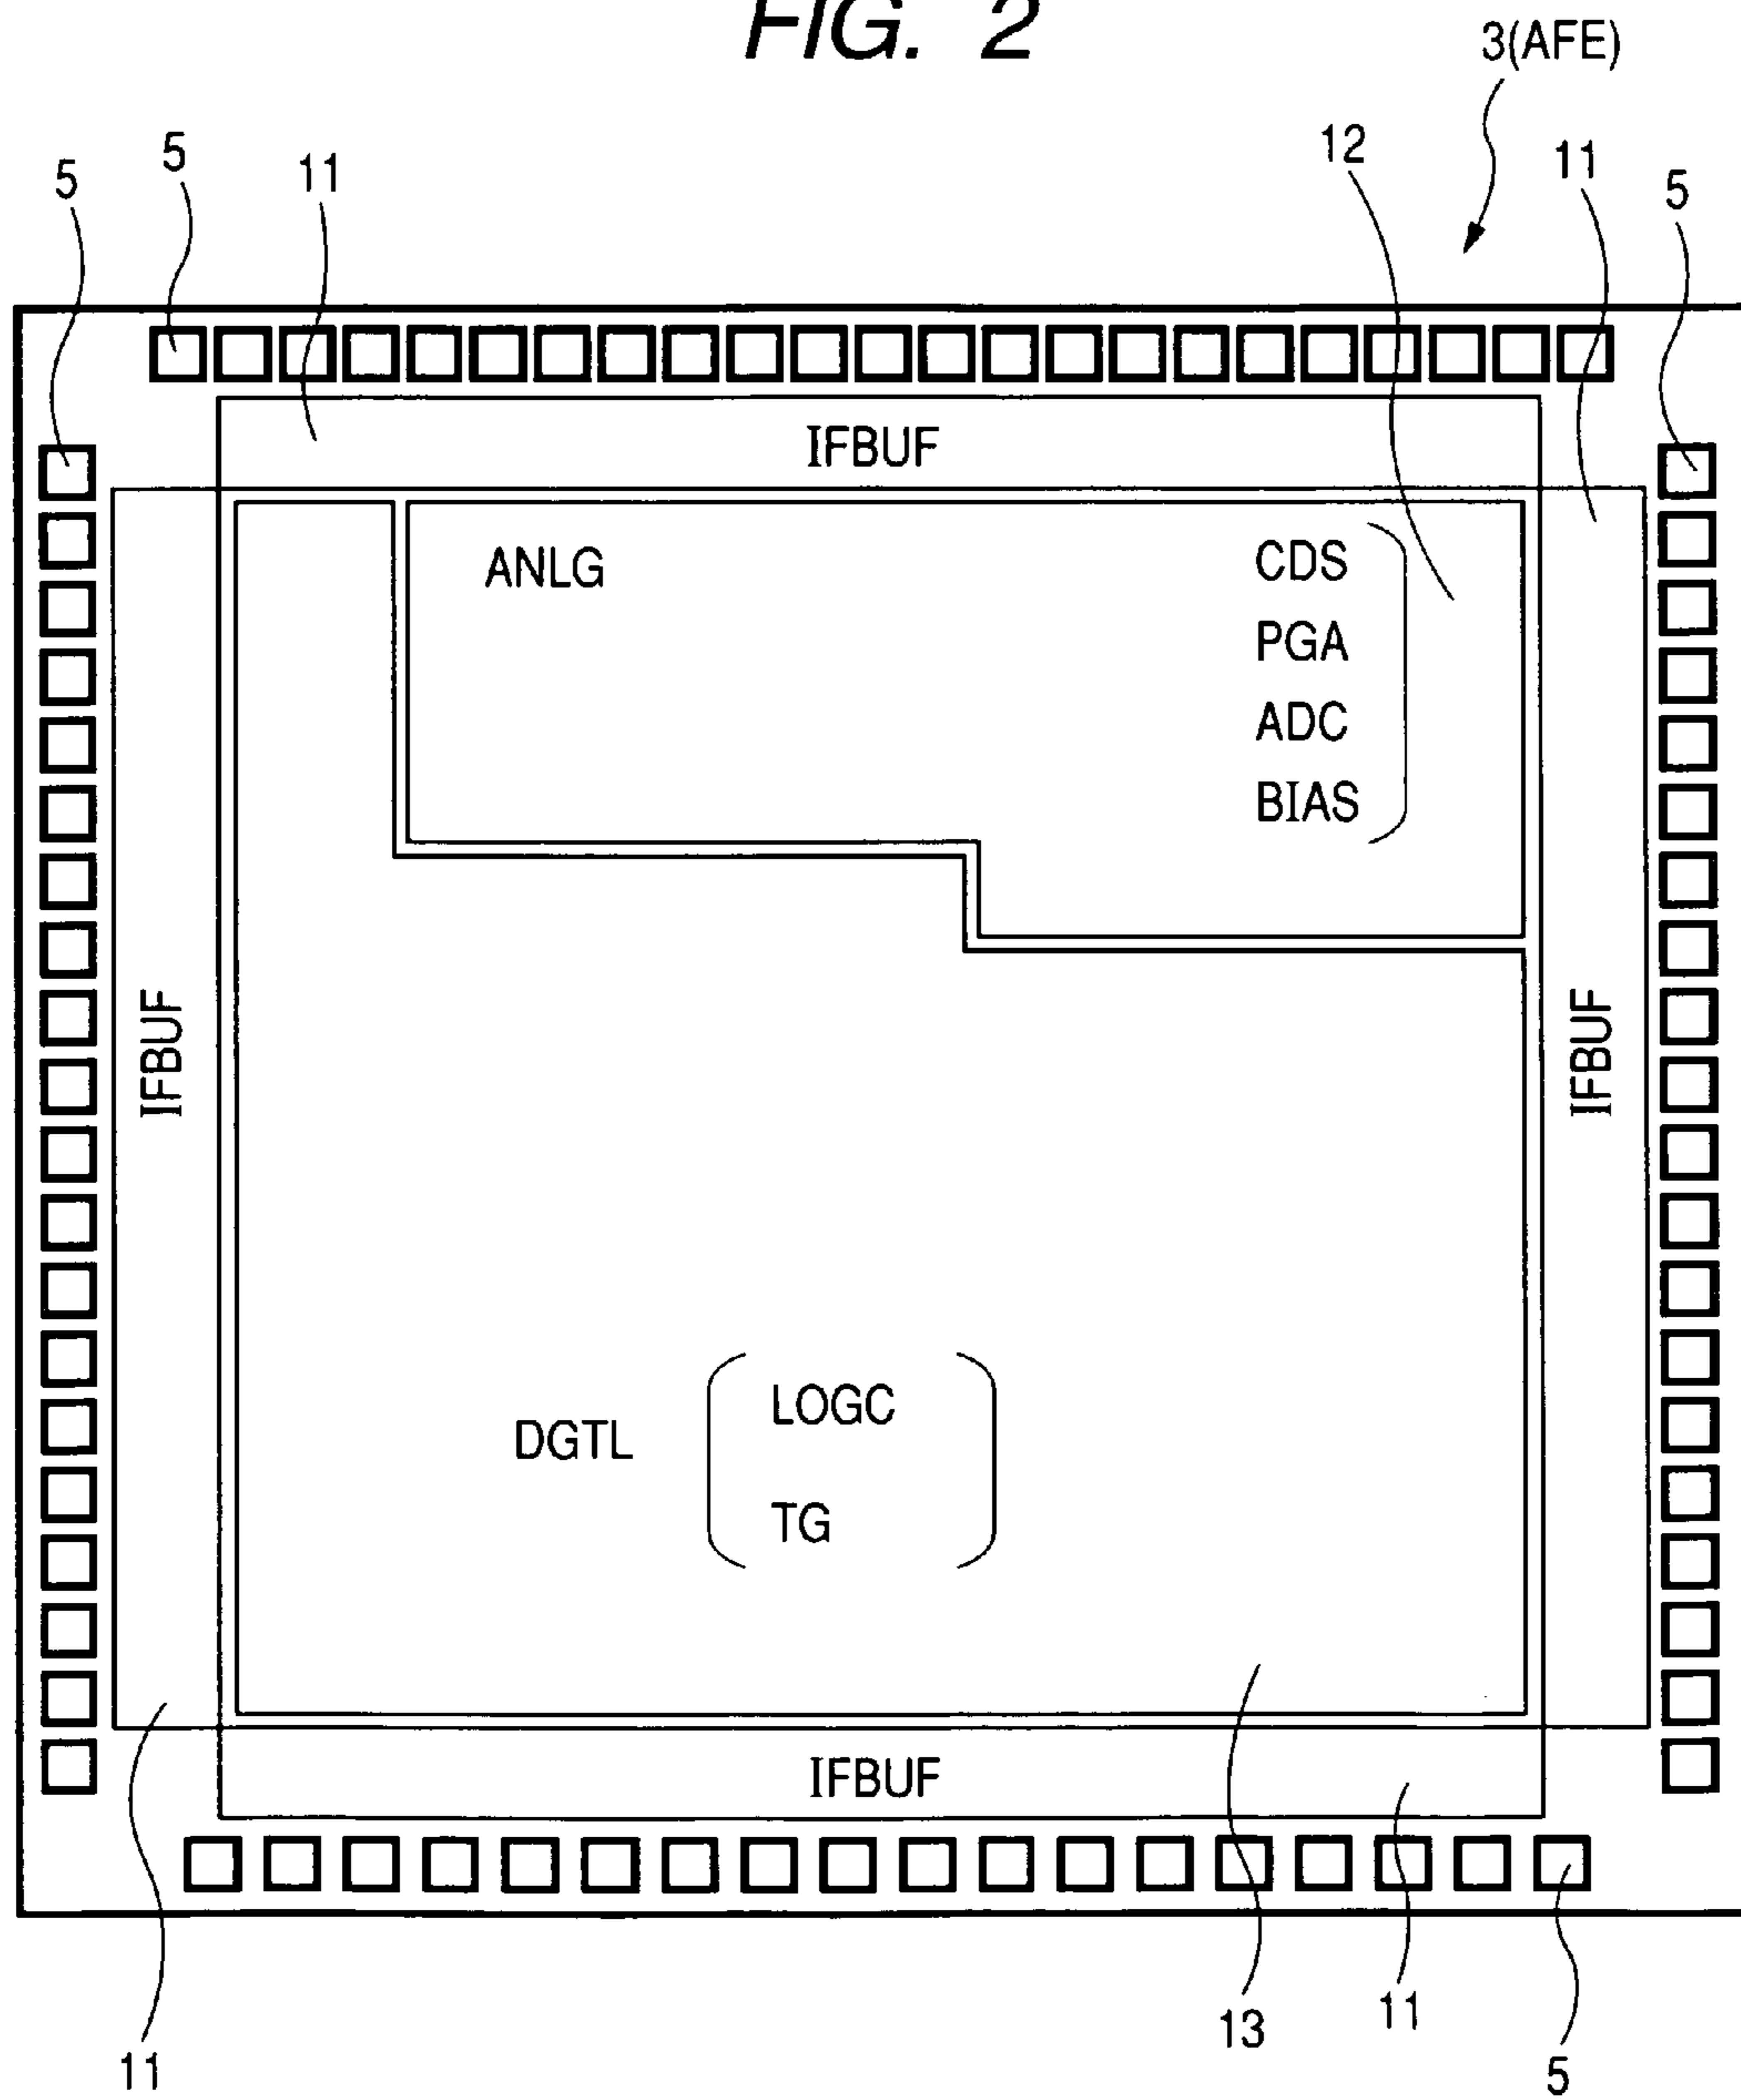 FIG. 2
3(AFE)
12
5
11
11
5
5
IFBUF
ANLG
CDS
PGA
ADC
BIAS
IFBUF
IFBUF
LOGC
DGTL
TG
IFBUF
13
11
11
5